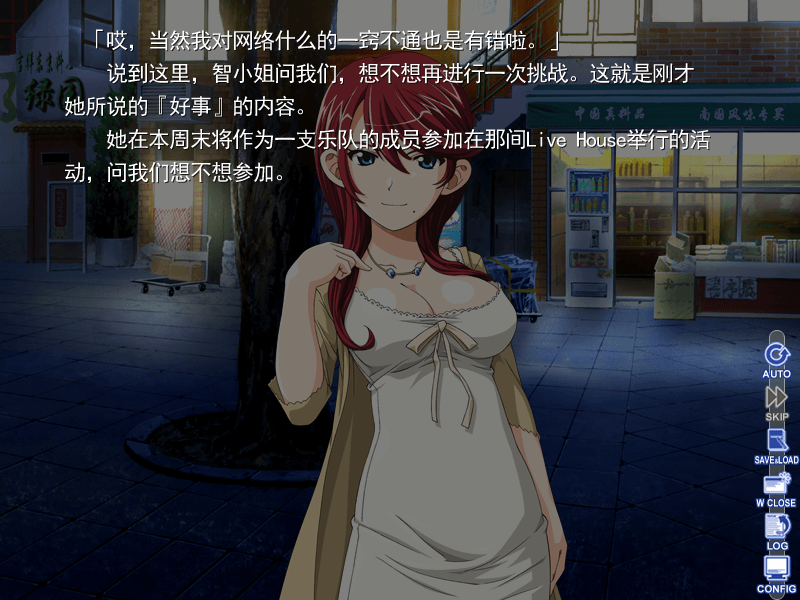 「哎，当然我对网络什么的一窍不通也是有错啦。」
说到这里，智小姐问我们，想不想再进行一次挑战。这就是刚才
她所说的『好事』的内容。
她在本周末将作为一支乐队的成员参加在那间Live House举行的活
动，问我们想不想参加。
中国真料品
南国风味专卖
AUTO
SKIP
SAVE&LOAD
W CLOSE
LOG
CONFIG